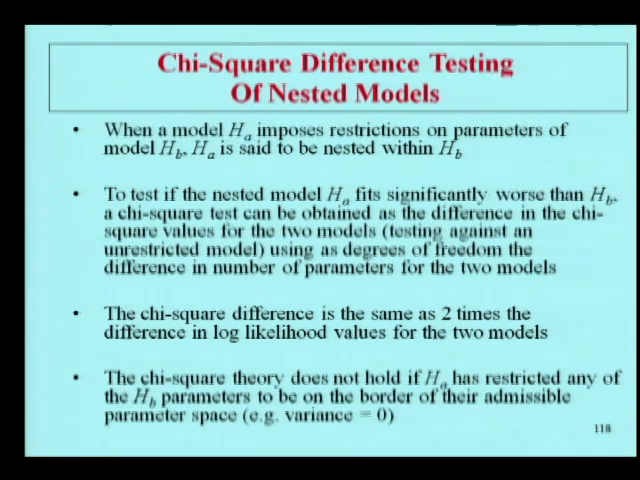 Chi-Square Difference Testing
Of Nested Models
• When a model Ha imposes restrictions on parameters of
model Hb, Ha is said to be nested within Hb
• To test if the nested model Ha fits significantly worse than Hb,
a chi-square test can be obtained as the difference in the chi-
square values for the two models (testing against an
unrestricted model) using as degrees of freedom the
difference in number of parameters for the two models
• The chi-square difference is the same as 2 times the
difference in log likelihood values for the two models
• The chi-square theory does not hold if Ha has restricted any of
the Hb parameters to be on the border of their admissible
parameter space (e.g. variance = 0)
118